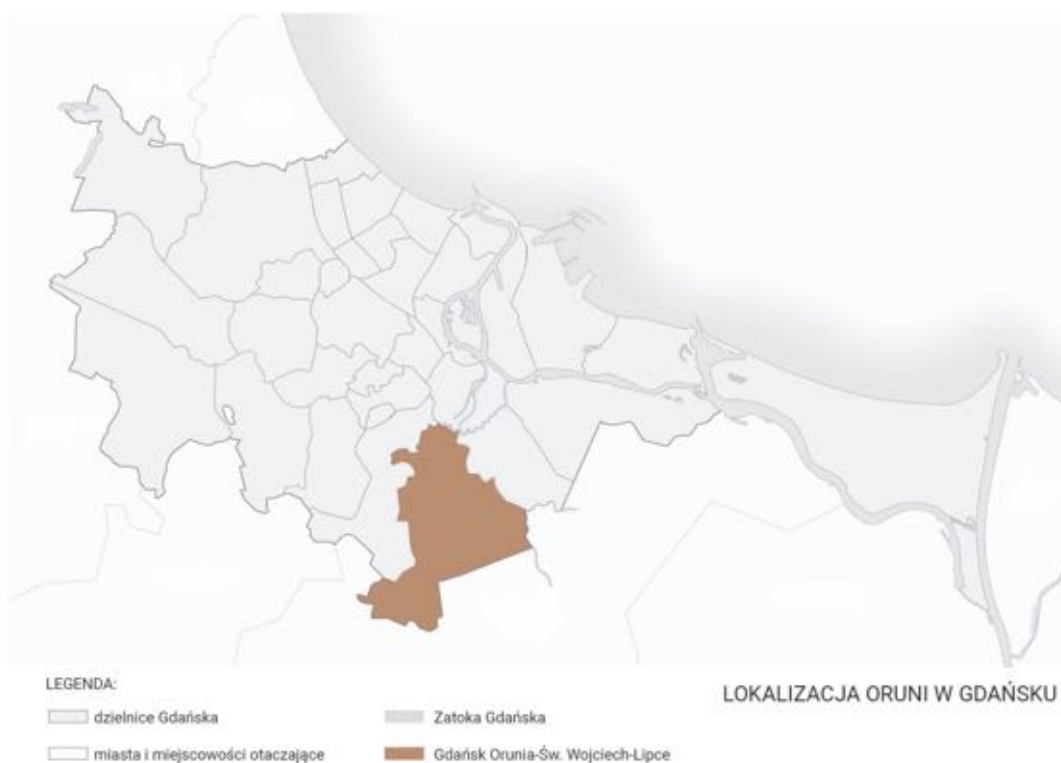 LEGENDA:
LOKALIZACJA ORUNI W GDAŃSKU
dzielnice Gdańska
Zatoka Gdańska
miasta i miejscowości otaczające
Gdańsk Orunia-Św. Wojciech-Lipce